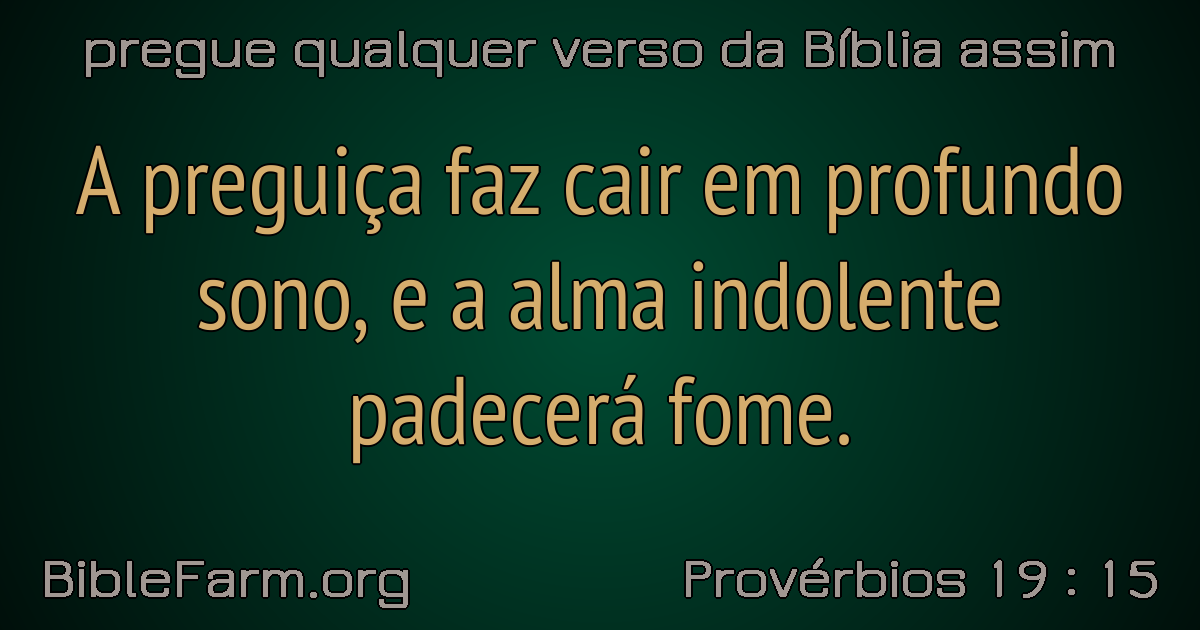 pregue qualquer verso da Bíblia assim
A preguiça faz cair em profundo
sono, e a alma indolente
padecerá fome.
BibleFarm.org
Provérbios 19 : 15